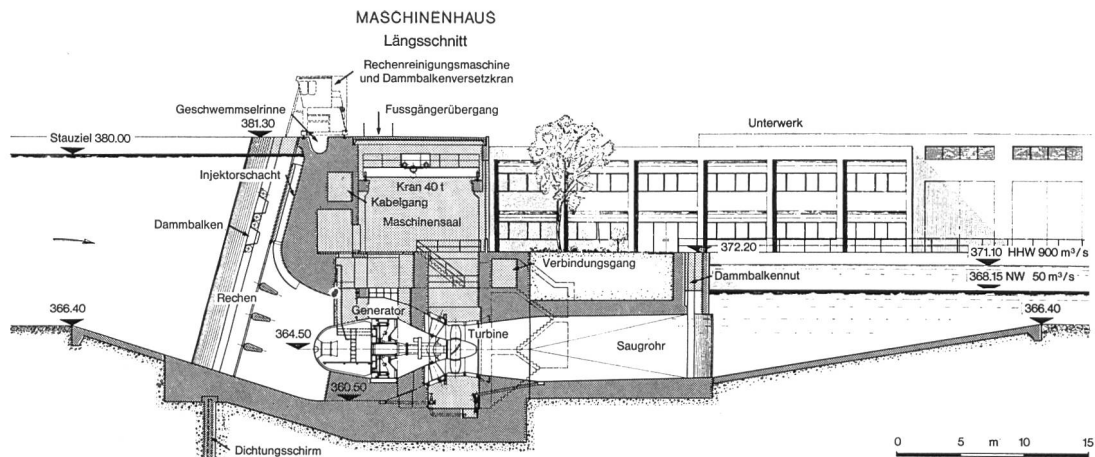 MASCHINENHAUS
Längsschnitt
Rechenreinigungsmaschine
und Dammbalkenversetzkran
Geschwemmselrinne
Fussgängerübergang
381.30
Stauziel 380.00
Unterwerk
Injektorschacht
Kran 40 t
Kabelgang
Maschinensaal
Dammbalken
372.20
371.10 HHW 900 m³/s
Verbindungsgang
Dammbalkennut
368.15 NW 50 m³/s
Rechen
366.40
Generator
366.40
364.50
Turbine
Saugrohr
360.50
Dichtungsschirm
0 5 m 10 15